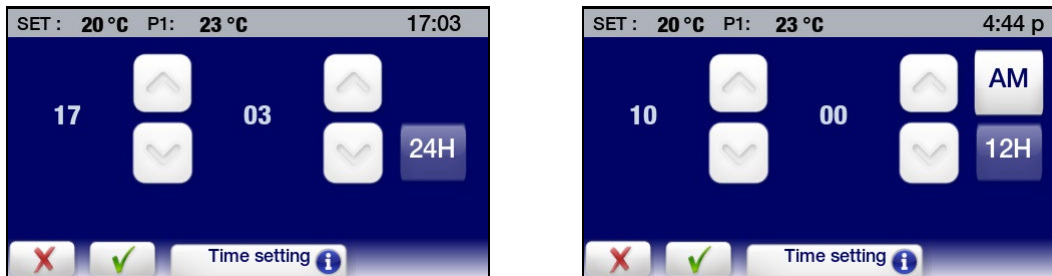 SET : 20 °C P1: 23 °C 17:03
17 03
24H
Time setting
SET : 20 °C P1: 23 °C 4:44 p
AM
10 00
12H
Time setting